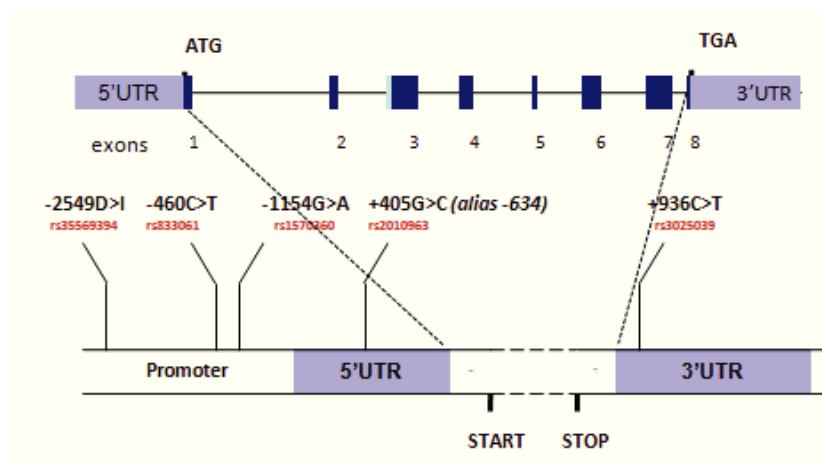 ATG
TGA
5'UTR
3'UTR
exons 1 2 3 4 5 6 7 8
-2549D>I -460C>T -1154G>A +405G>C (alias -634) +936C>T
rs35569394 rs833061 rs1570360 rs2010963 rs3025039
Promoter 5'UTR - - 3'UTR
START STOP